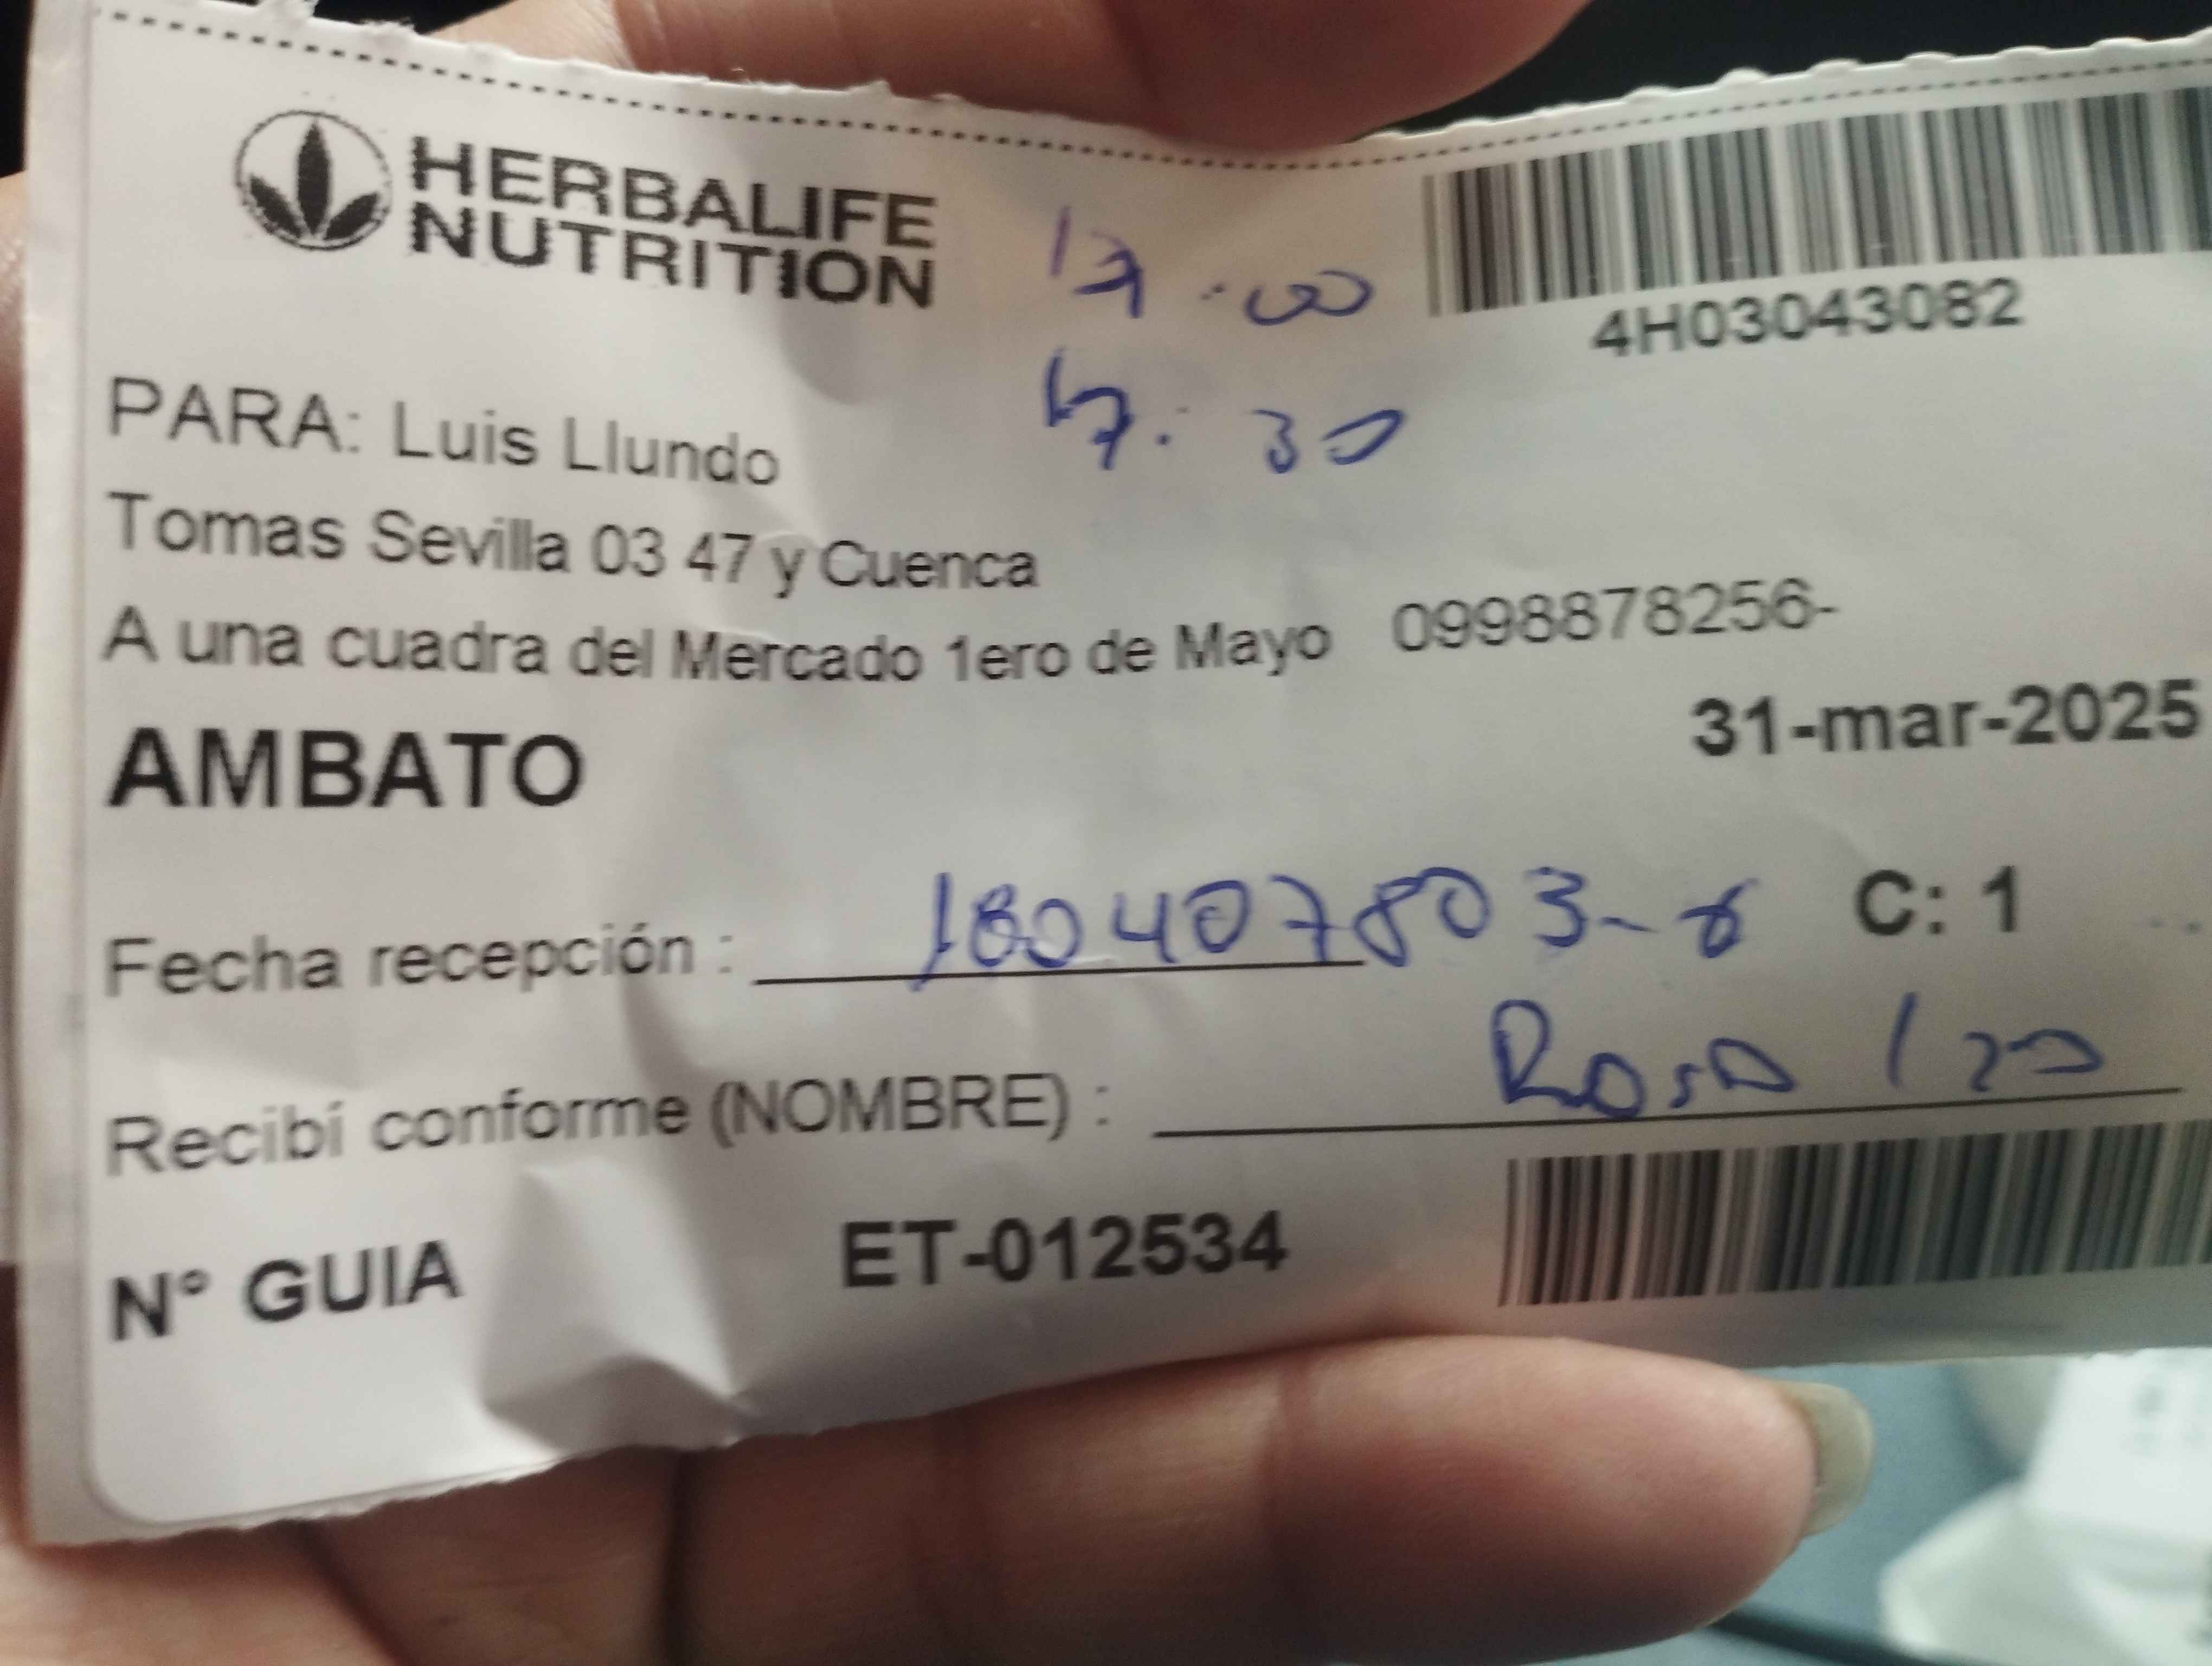 HERBALIFE
NUTRITION
17:00
17:30
4H03043082
PARA: Luis Llundo
Tomas Sevilla 03 47 y Cuenca
A una cuadra del Mercado 1ero de Mayo 0998878256-
AMBATO
31-mar-2025
Fecha recepción : 180407803-8 C: 1
Recibí conforme (NOMBRE) : Rosa
N° GUIA ET-012534